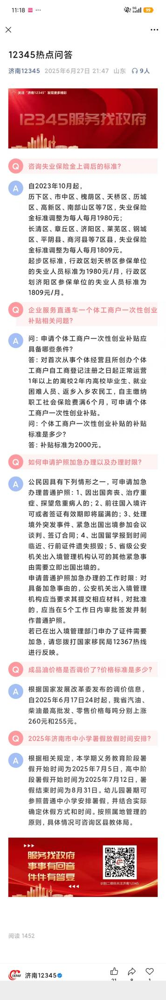 11:18
5G
99
12345热点问答
济南12345 2025年6月27日 21:47 山东 9人
关注“济南12345”发现更多精彩
12345服务找政府
Q 咨询失业保险金上调后的标准?
A 自2023年10月起，
历下区、市中区、槐荫区、天桥区、历城
区、高新区、南部山区等7区，失业保险
金标准调整为每人每月1980元；
长清区、章丘区、济阳区、莱芜区、钢城
区、平阴县、商河县等7区县，失业保险
金标准调整为每人每月1809元。
起步区标准，行政区划天桥区参保单位
的失业人员标准为1980元/月，行政区
划济阳区参保单位的失业人员标准为
1809元/月。
Q 企业服务直通车一个体工商户一次性创业
补贴相关问题?
A 问：申请个体工商户一次性创业补贴应
具备哪些条件?
答：对首次从事个体经营且所创办个体
工商户自工商登记注册之日起正常运营
1年以上的离校2年内高校毕业生、就业
困难人员、返乡入乡农民工，自主缴纳
职工社会保险费满6个月，可申请个体
工商户一次性创业补贴。
问：个体工商户一次性创业补贴的补贴
标准是多少?
答：补贴标准为2000元。
Q 如何申请护照加急办理以及办理时限?
A 公民因具有下列情形之一，可申请加急
办理普通护照：1、因出国奔丧、治疗重
症、探望危重病人的；2、前往国入境许
可或者签证有效期即将届满的；3、处理
境外突发事件、紧急出国出境参加会议
谈判、签订合同；4、出国留学报到时间
临近、行前证件遗失损毁；5、省级公安
机关出入境管理机构认可的其他紧急事
由需要立即出国出境的。
申请普通护照加急办理的工作时限：对
具备加急事由的，公安机关出入境管理
机构应当要求其提交相应材料，对批准
的，应当在5个工作日内审批签发并制
作普通护照。
若已在出入境管理部门申办了证件需要
加急，请您拨打国家移民局12367热线
进行反映。
Q 成品油价格是否调价了?价格标准是多少?
A 根据国家发展改革委发布的调价信息，
自2025年6月17日24时起，我省汽油、
柴油最高批发、零售价格每吨分别上涨
260元和255元。
Q 2025年济南市中小学暑假放假时间安排?
A 根据相关规定，本学期义务教育阶段暑
假开始时间为2025年7月5日，高中阶
段暑假开始时间为2025年7月12日，暑
假结束时间为8月31日。幼儿园暑期可
参照普通中小学安排暑假，并结合实际
确定休假方式和时间。按照属地管理的
原则，具体情况可咨询区县教体局。
服务找政府
事事有回音
件件有答复
识别二维码关注济南12345
阅读 1452
12345
济南12345
21 8 1